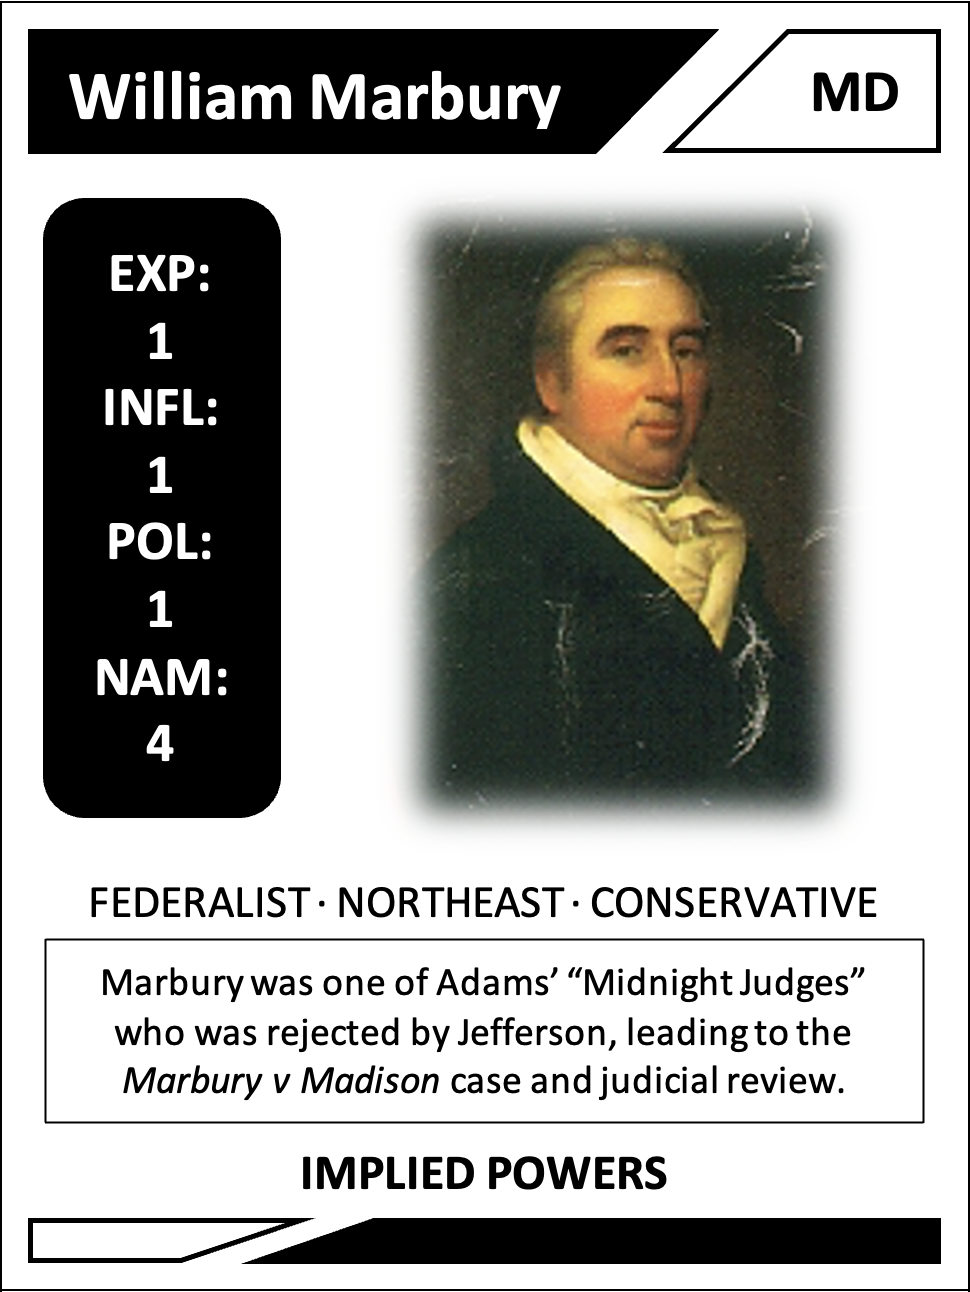 William Marbury
MD
EXP:
1
INFL:
1
POL:
1
NAM:
4
FEDERALIST · NORTHEAST · CONSERVATIVE
Marbury was one of Adams’ “Midnight Judges”
who was rejected by Jefferson, leading to the
Marbury v Madison case and judicial review.
IMPLIED POWERS